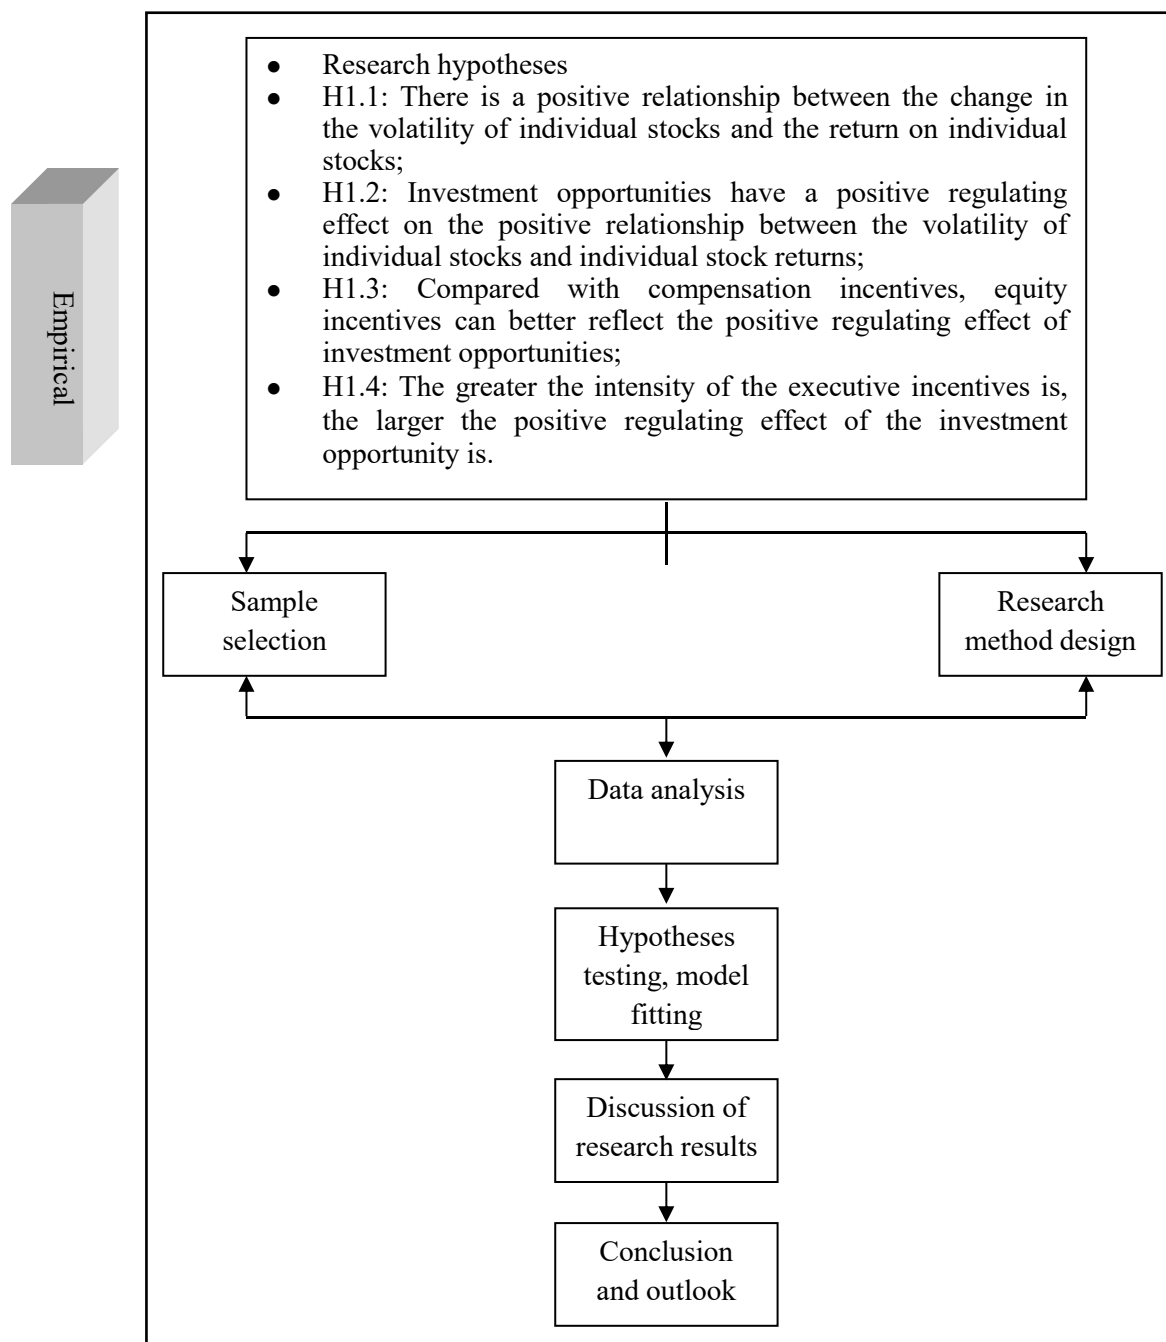 Research hypotheses
H1.1: There is a positive relationship between the change in
the volatility of individual stocks and the return on individual
stocks;
H1.2: Investment opportunities have a positive regulating
effect on the positive relationship between the volatility of
individual stocks and individual stock returns;
H1.3: Compared with compensation incentives, equity
incentives can better reflect the positive regulating effect of
investment opportunities;
H1.4: The greater the intensity of the executive incentives is,
the larger the positive regulating effect of the investment
opportunity is.
Empirical
Sample
selection
Research
method design
Data analysis
Hypotheses
testing, model
fitting
Discussion of
research results
Conclusion
and outlook